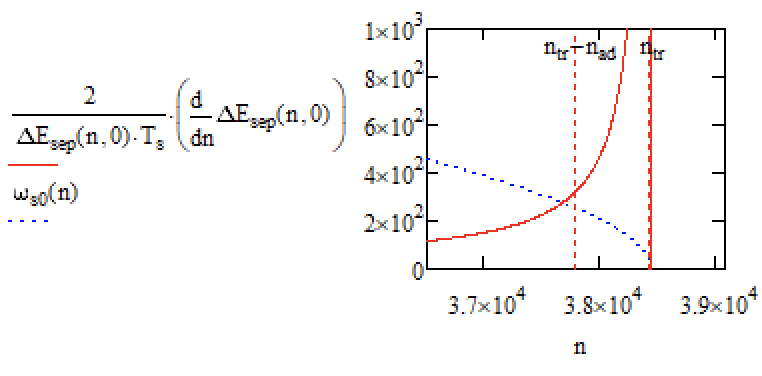 2
ΔE_sep(n,0)·T_s
·(d/dn ΔE_sep(n,0))
ω_s0(n)
1×10³
8×10²
6×10²
4×10²
2×10²
0
n_tr−n_ad
n_tr
3.7×10⁴
3.8×10⁴
3.9×10⁴
n